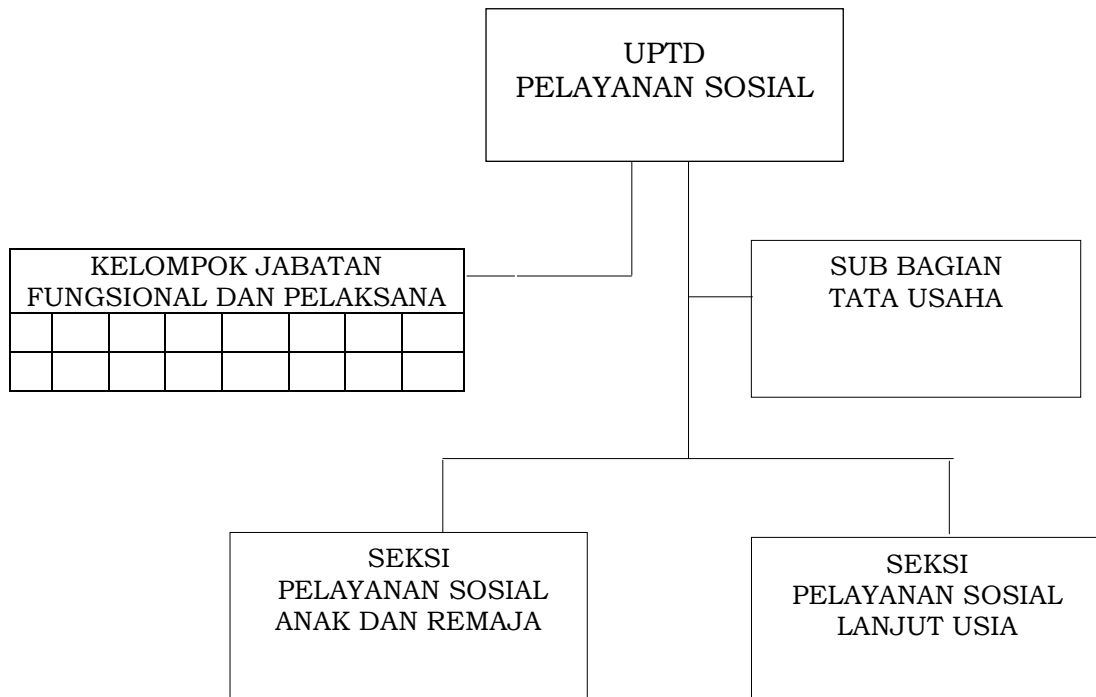 UPTD
PELAYANAN SOSIAL
KELOMPOK JABATAN
FUNGSIONAL DAN PELAKSANA
SUB BAGIAN
TATA USAHA
SEKSI
PELAYANAN SOSIAL
ANAK DAN REMAJA
SEKSI
PELAYANAN SOSIAL
LANJUT USIA